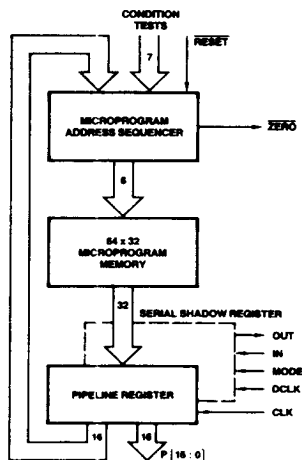 CONDITION
TESTS
7
RESET
MICROPROGRAM
ADDRESS SEQUENCER
ZERO
6
64 x 32
MICROPROGRAM
MEMORY
32
SERIAL SHADOW REGISTER
OUT
IN
MODE
DCLK
PIPELINE REGISTER
CLK
16
16
P [16 : 0]